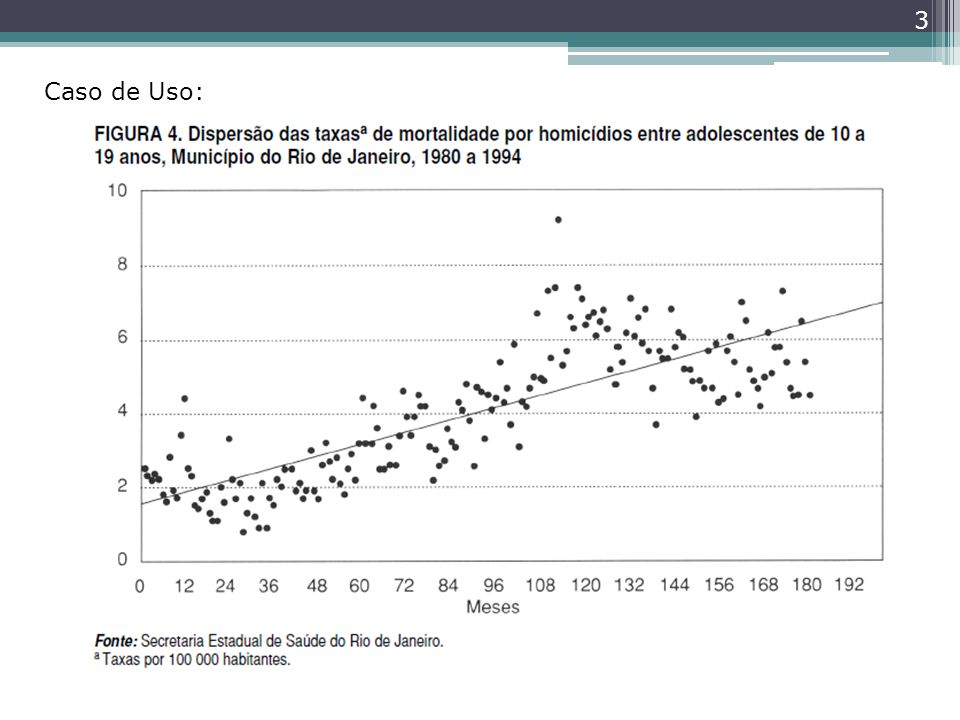 3
Caso de Uso:
FIGURA 4. Dispersão das taxasª de mortalidade por homicídios entre adolescentes de 10 a
19 anos, Município do Rio de Janeiro, 1980 a 1994
10
8
6
4
2
0
0 12 24 36 48 60 72 84 96 108 120 132 144 156 168 180 192
Meses
Fonte: Secretaria Estadual de Saúde do Rio de Janeiro.
ª Taxas por 100 000 habitantes.